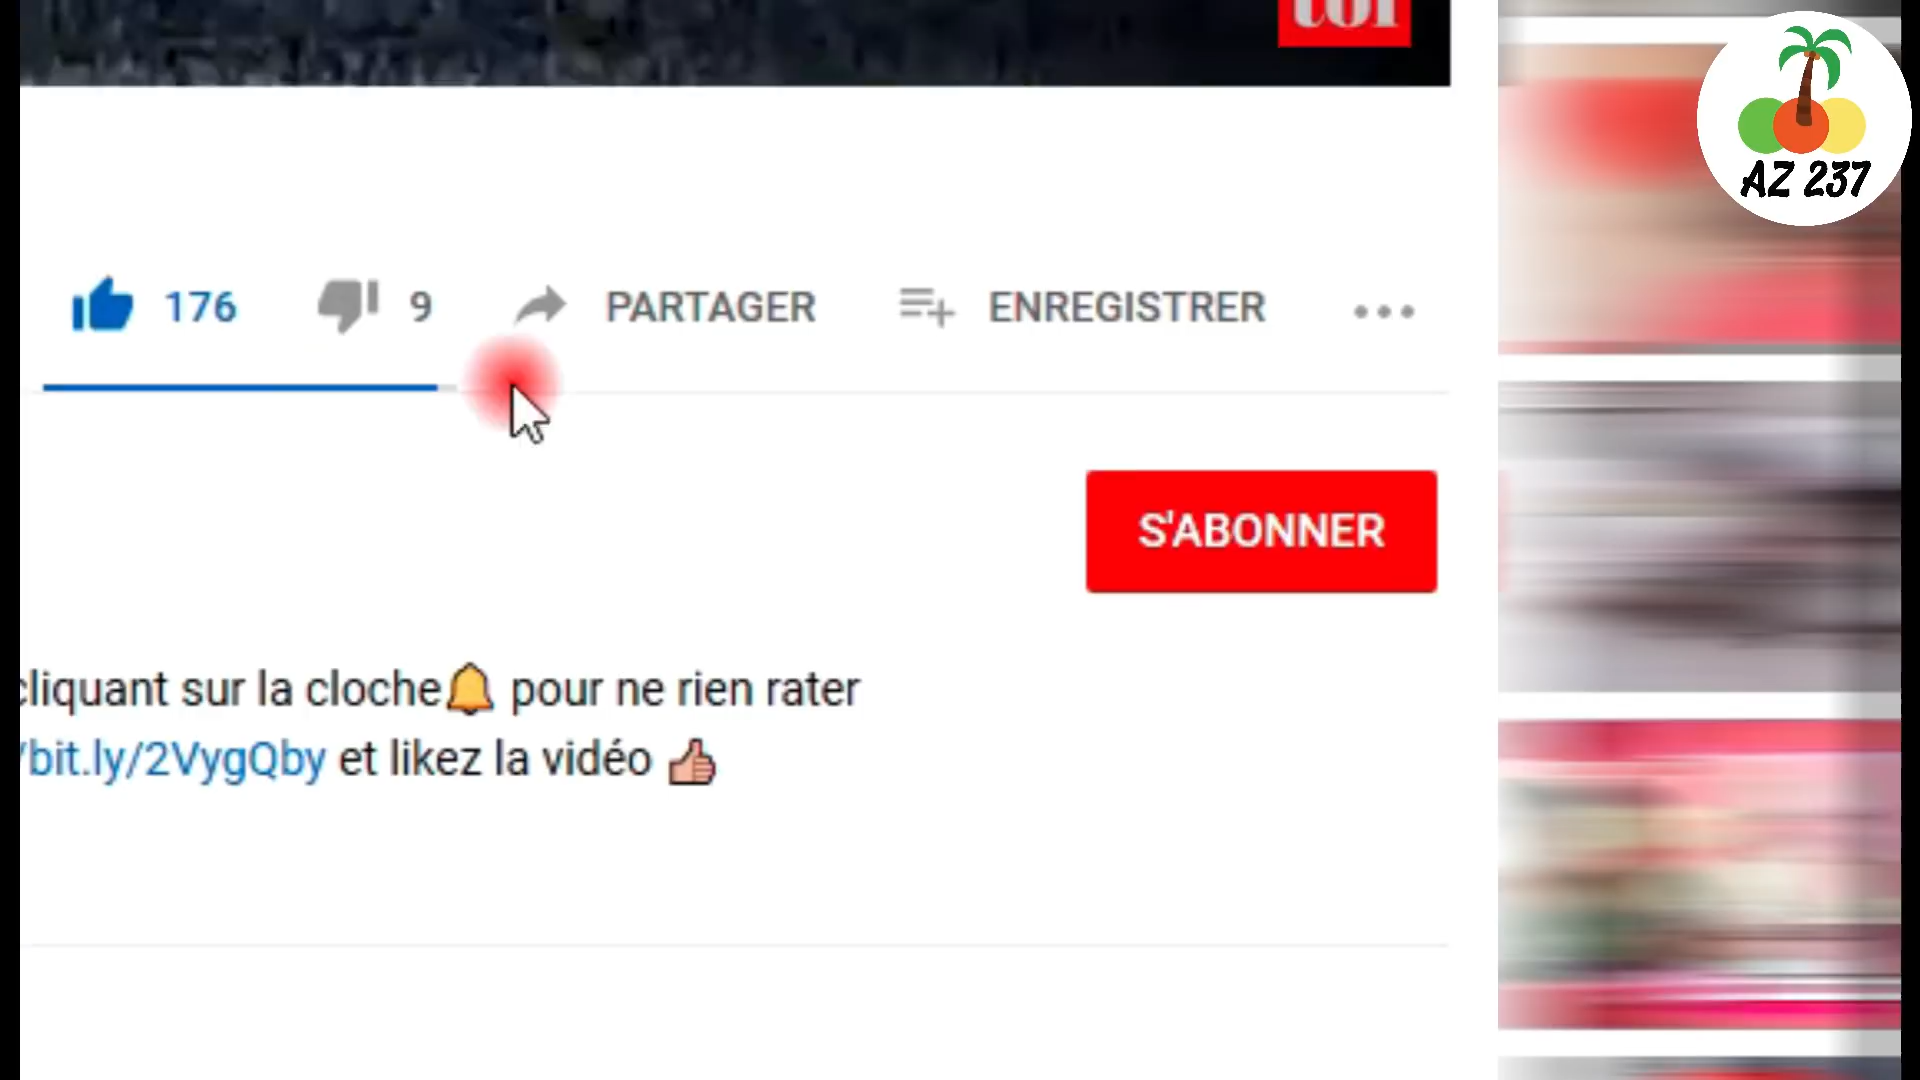 AZ 237
176 9 PARTAGER ENREGISTRER
S'ABONNER
cliquant sur la cloche🔔 pour ne rien rater
/bit.ly/2VygQby et likez la vidéo 👍